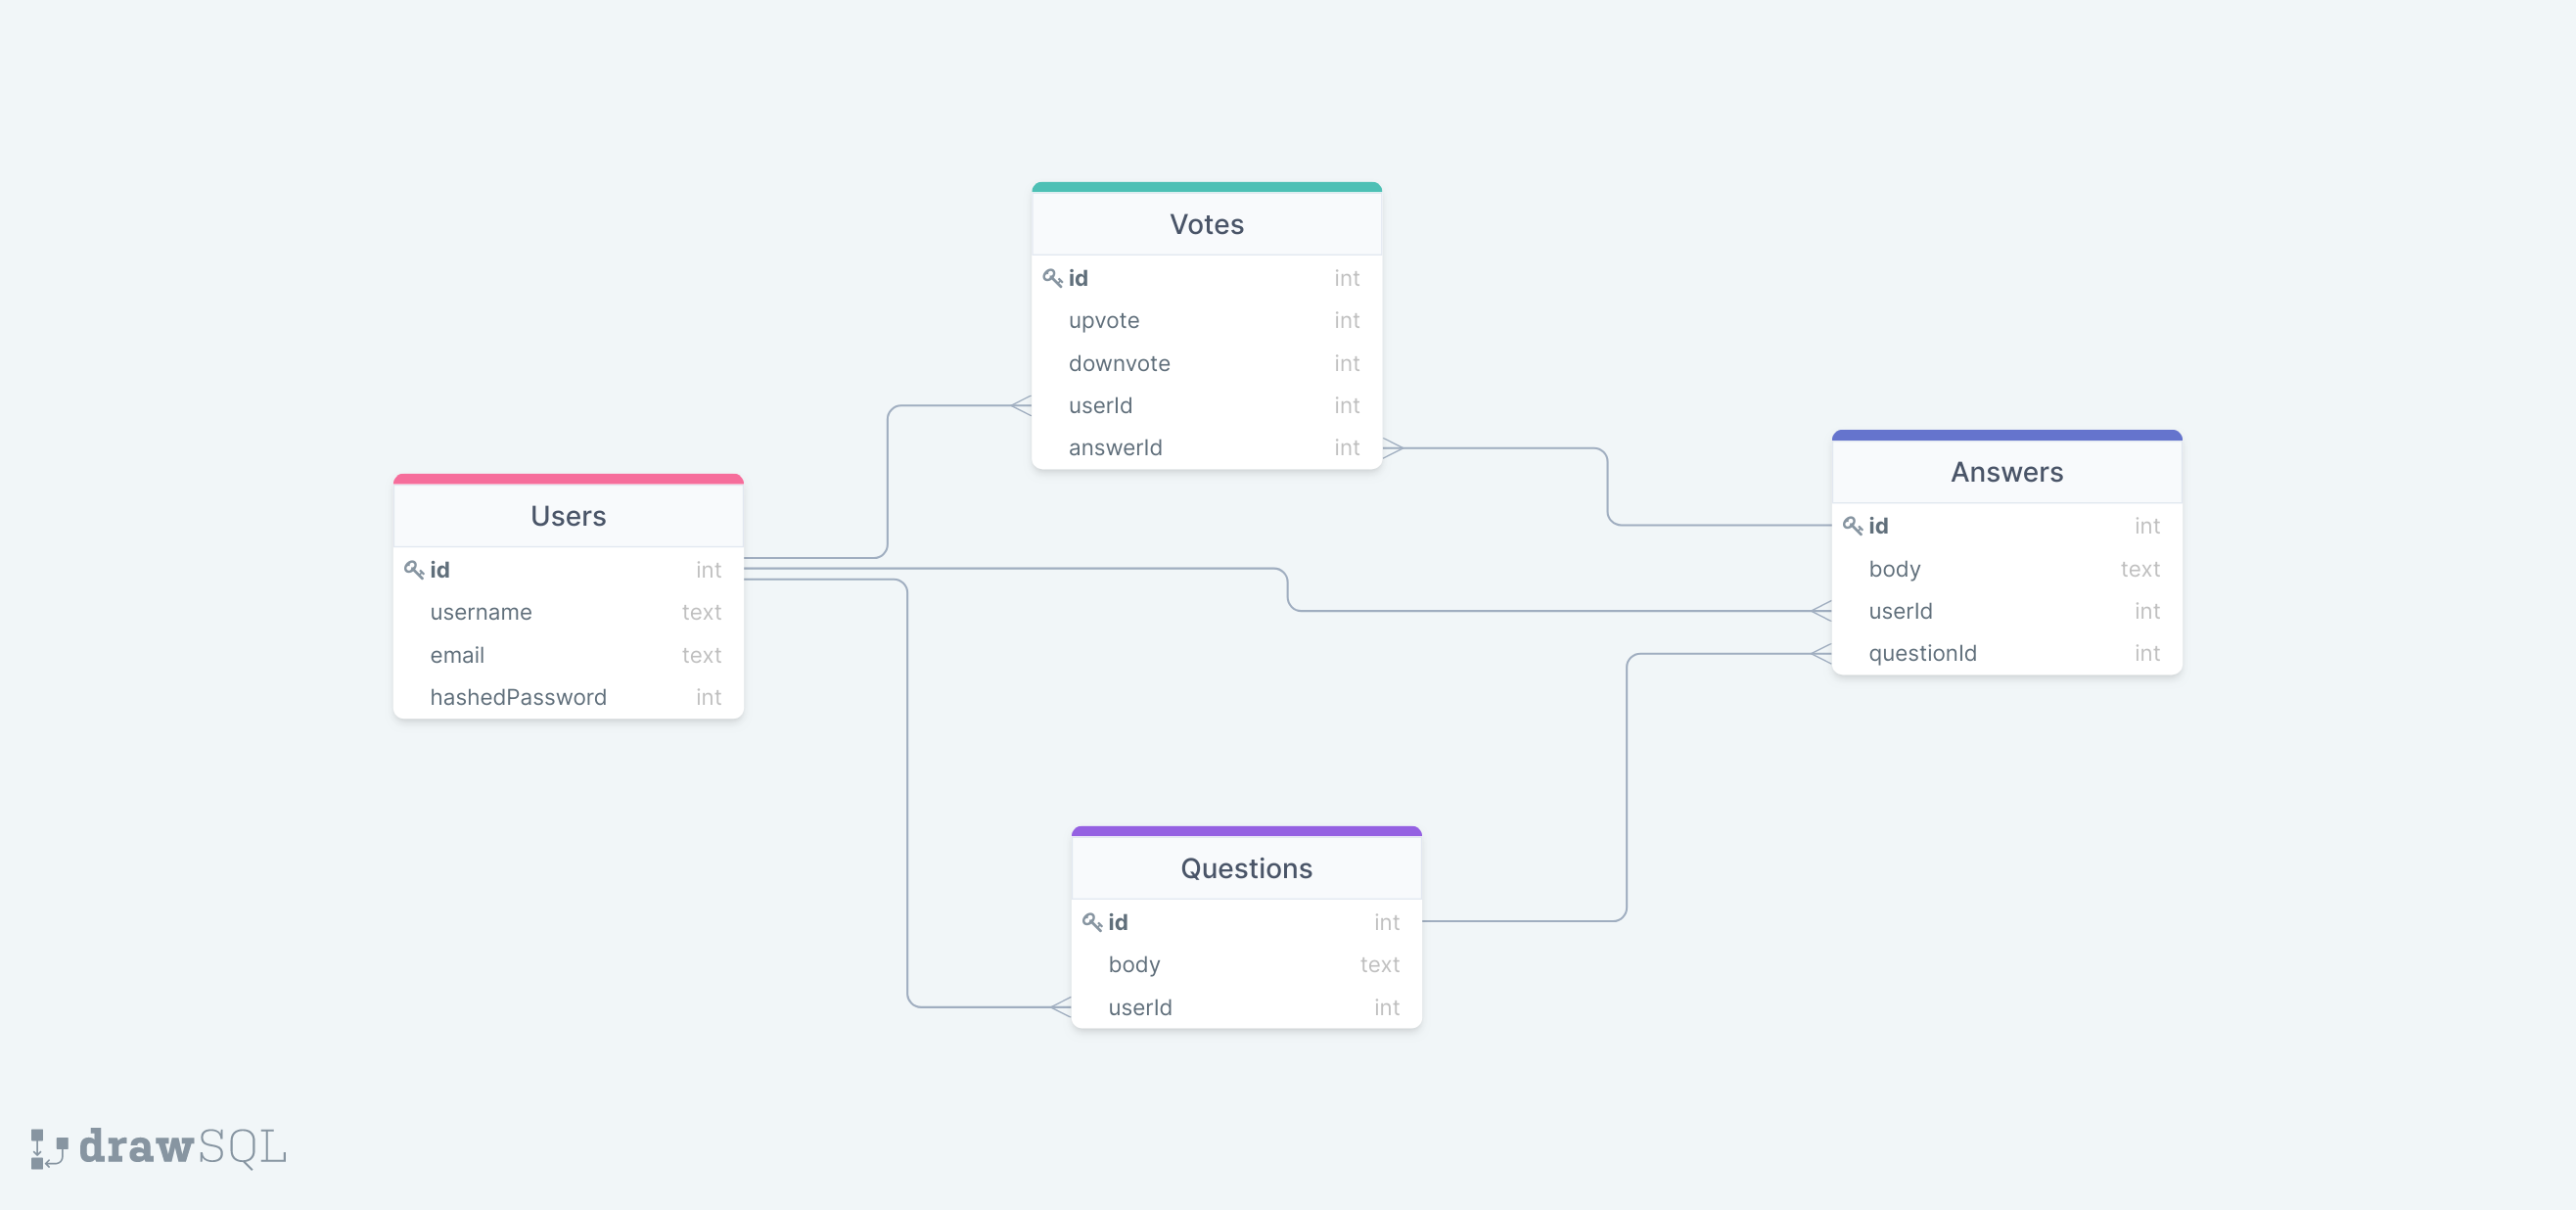 Votes
id int
upvote int
downvote int
userId int
answerId int
Users
id int
username text
email text
hashedPassword int
Answers
id int
body text
userId int
questionId int
Questions
id int
body text
userId int
drawSQL